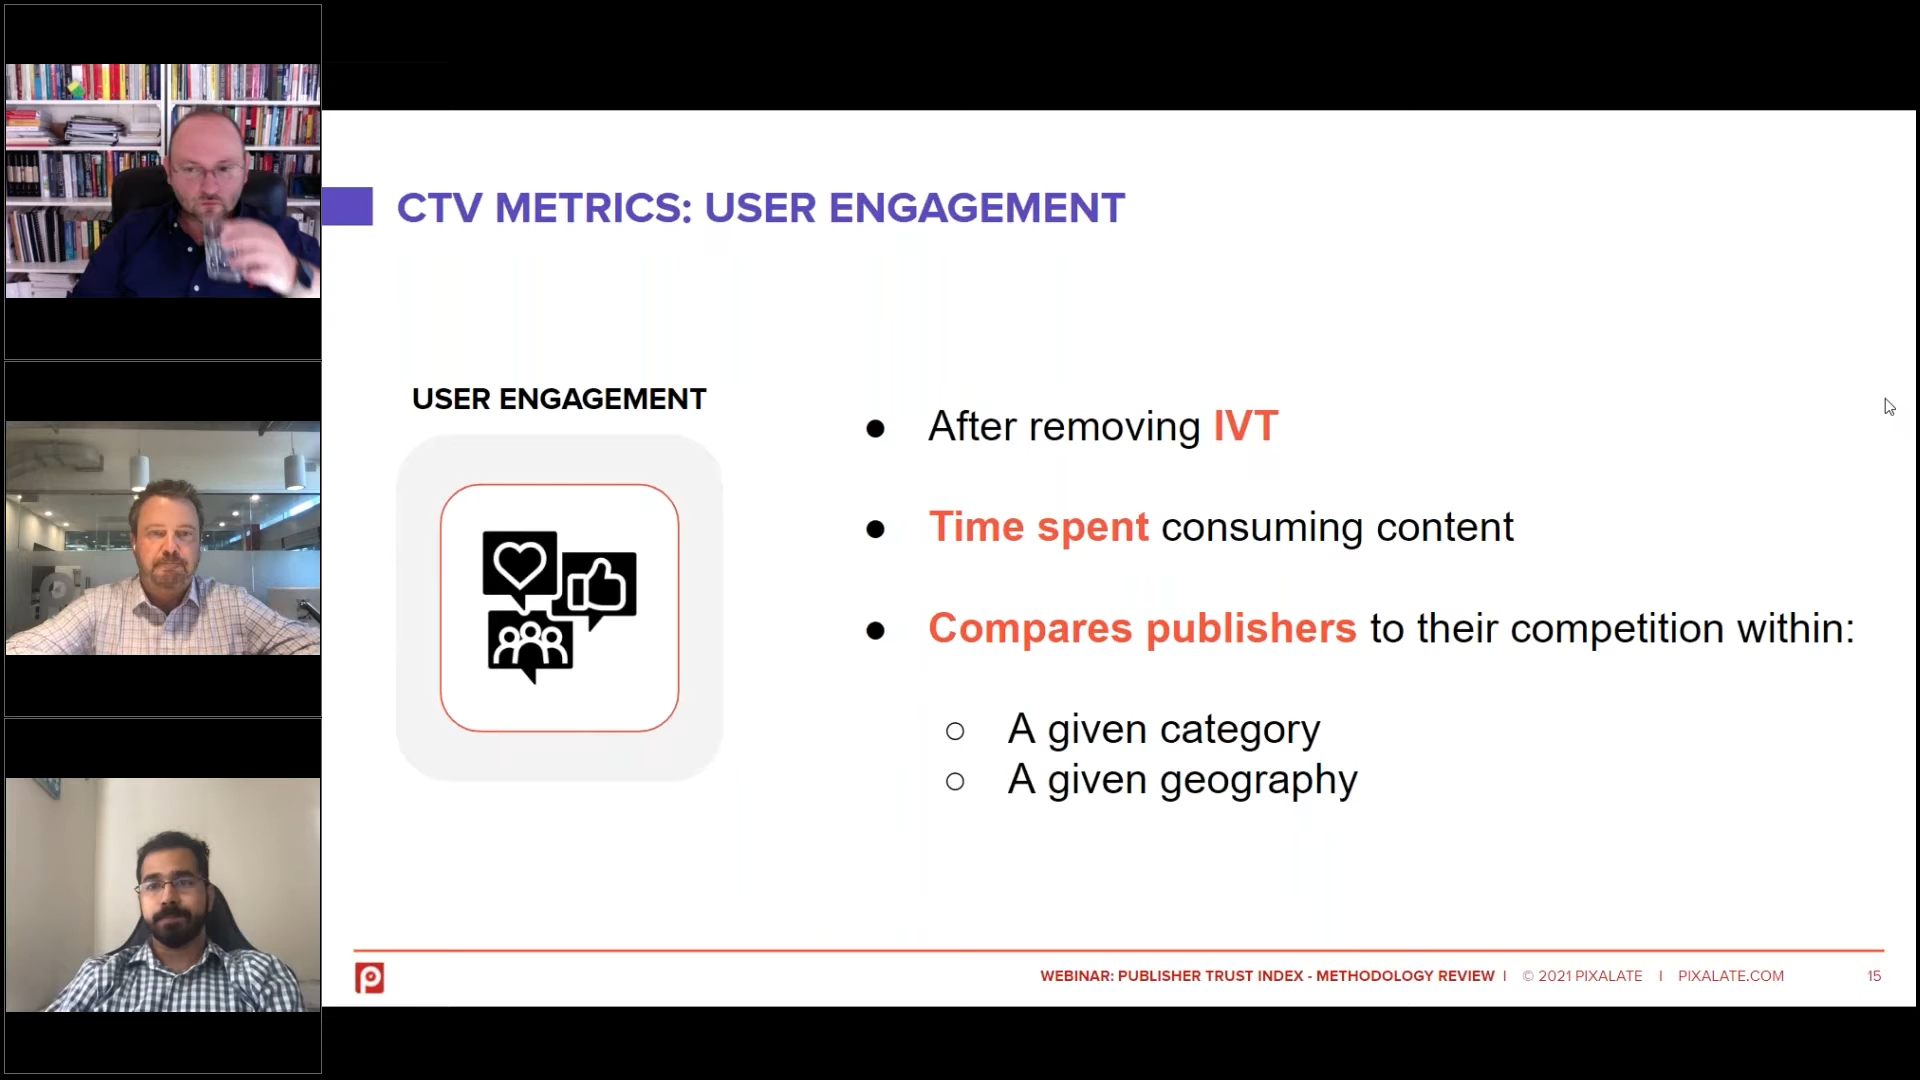 CTV METRICS: USER ENGAGEMENT
USER ENGAGEMENT
● After removing IVT
● Time spent consuming content
● Compares publishers to their competition within:
○ A given category
○ A given geography
WEBINAR: PUBLISHER TRUST INDEX - METHODOLOGY REVIEW I © 2021 PIXALATE I PIXALATE.COM 15